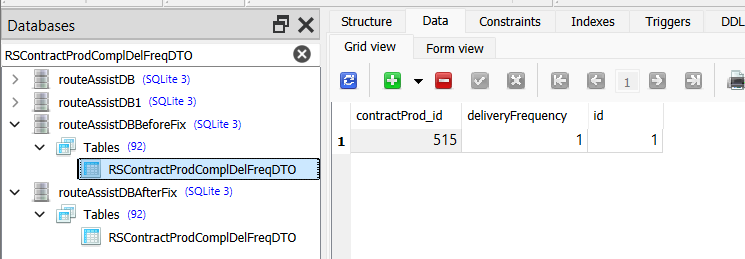 Databases
RSContractProdComplDelFreqDTO
routeAssistDB (SQLite 3)
routeAssistDB1 (SQLite 3)
routeAssistDBBeforeFix (SQLite 3)
Tables (92)
RSContractProdComplDelFreqDTO
routeAssistDBAfterFix (SQLite 3)
Tables (92)
RSContractProdComplDelFreqDTO
Structure Data Constraints Indexes Triggers DDL
Grid view Form view
1
contractProd_id deliveryFrequency id
1 515 1 1